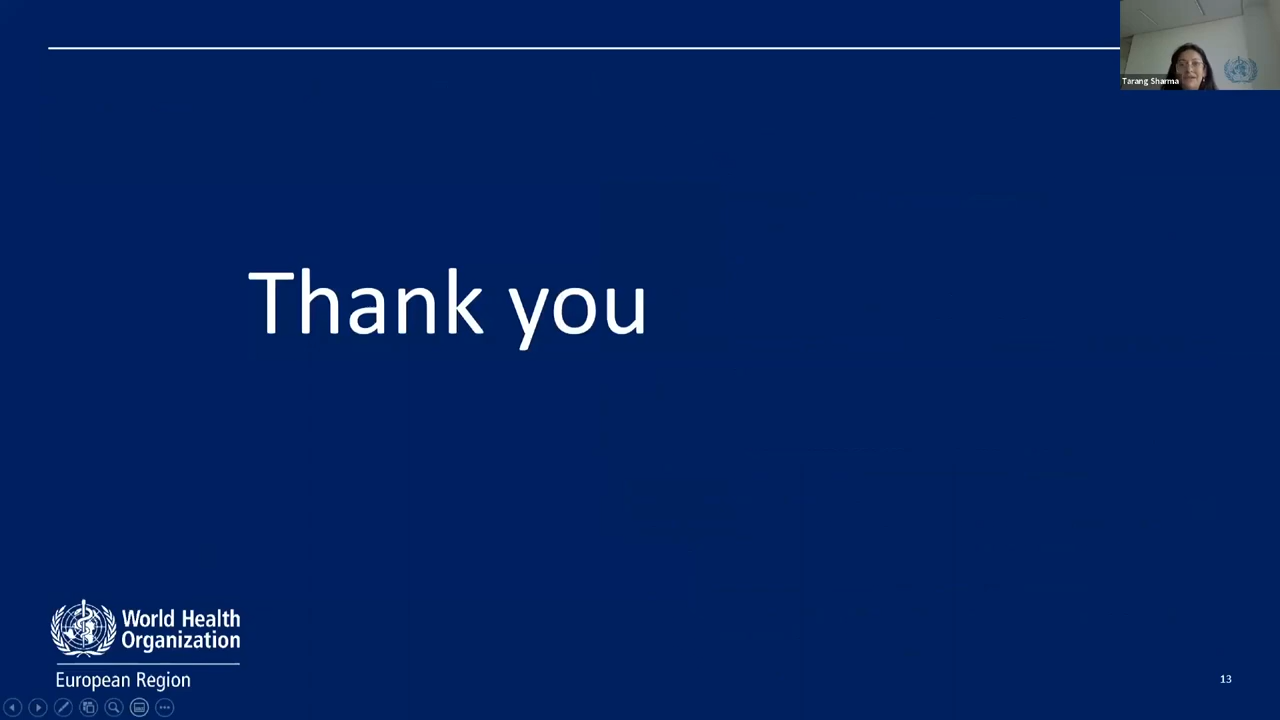 Tarang Sharma
Thank you
World Health
Organization
European Region
13